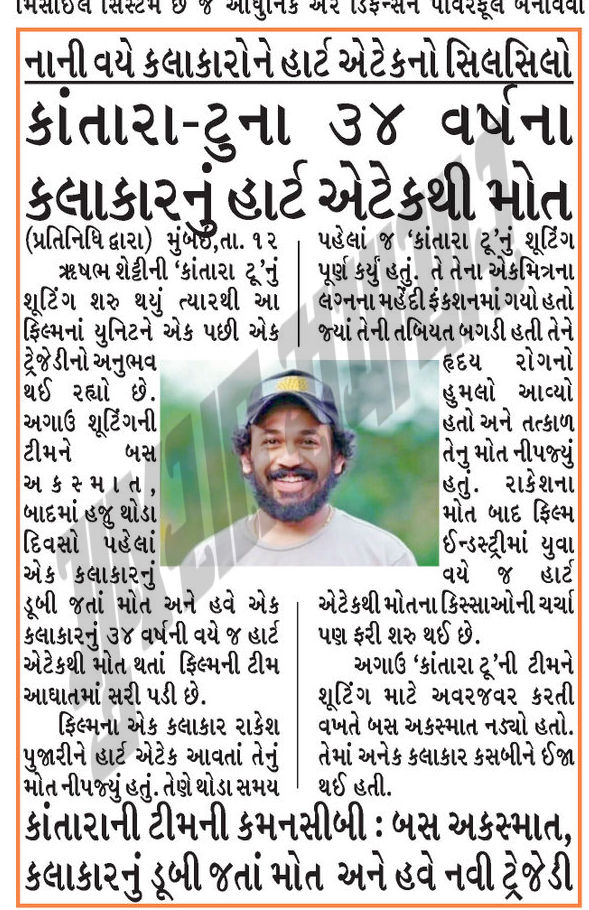 મિસાઈલ સિસ્ટમ છે જે આધુનિક એર ડિફેન્સને પાવરફૂલ બનાવવા
નાની વયે કલાકારોને હાર્ટ એટેકનો સિલસિલો
કાંતારા-ટુના ૩૪ વર્ષના
કલાકારનું હાર્ટ એટેકથી મોત
(પ્રતિનિધિ દ્વારા) મુંબઇ,તા. ૧૨
ઋષભ શેટ્ટીની ‘કાંતારા ટૂ’નું
શૂટિંગ શરુ થયું ત્યારથી આ
ફિલ્મનાં યુનિટને એક પછી એક
ટ્રેજેડીનો અનુભવ
થઈ રહ્યો છે.
અગાઉ શૂટિંગની
ટીમને બસ
અકસ્માત,
બાદમાં હજુ થોડા
દિવસો પહેલાં
એક કલાકારનું
ડૂબી જતાં મોત અને હવે એક
કલાકારનું ૩૪ વર્ષની વયે જ હાર્ટ
એટેકથી મોત થતાં ફિલ્મની ટીમ
આઘાતમાં સરી પડી છે.
ફિલ્મના એક કલાકાર રાકેશ
પુજારીને હાર્ટ એટેક આવતાં તેનું
મોત નીપજ્યું હતું. તેણે થોડા સમય
પહેલાં જ ‘કાંતારા ટૂ’નું શૂટિંગ
પૂર્ણ કર્યું હતું. તે તેના એકમિત્રના
લગ્નના મહેંદી ફંકશનમાં ગયો હતો
જ્યાં તેની તબિયત બગડી હતી તેને
હૃદય રોગનો
હુમલો આવ્યો
હતો અને તત્કાળ
તેનુ મોત નીપજ્યું
હતું. રાકેશના
મોત બાદ ફિલ્મ
ઈન્ડસ્ટ્રીમાં યુવા
વયે જ હાર્ટ
એટેકથી મોતના કિસ્સાઓની ચર્ચા
પણ ફરી શરુ થઈ છે.
અગાઉ ‘કાંતારા ટૂ’ની ટીમને
શૂટિંગ માટે અવરજવર કરતી
વખતે બસ અકસ્માત નડ્યો હતો.
તેમાં અનેક કલાકાર કસબીને ઈજા
થઈ હતી.
કાંતારાની ટીમની કમનસીબી : બસ અકસ્માત,
કલાકારનું ડૂબી જતાં મોત અને હવે નવી ટ્રેજેડી